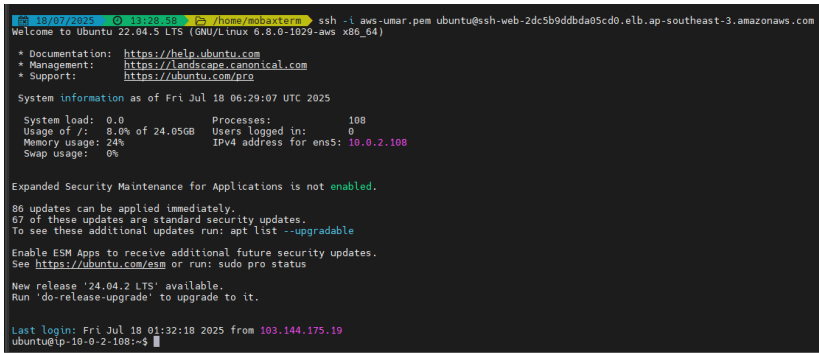 18/07/2025 13:28.58 /home/mobaxterm ssh -i aws-umar.pem ubuntu@ssh-web-2dc5b9ddbda05cd0.elb.ap-southeast-3.amazonaws.com
Welcome to Ubuntu 22.04.5 LTS (GNU/Linux 6.8.0-1029-aws x86_64)
* Documentation: https://help.ubuntu.com
* Management: https://landscape.canonical.com
* Support: https://ubuntu.com/pro
System information as of Fri Jul 18 06:29:07 UTC 2025
System load: 0.0 Processes: 108
Usage of /: 8.0% of 24.05GB Users logged in: 0
Memory usage: 24% IPv4 address for ens5: 10.0.2.108
Swap usage: 0%
Expanded Security Maintenance for Applications is not enabled.
86 updates can be applied immediately.
67 of these updates are standard security updates.
To see these additional updates run: apt list --upgradable
Enable ESM Apps to receive additional future security updates.
See https://ubuntu.com/esm or run: sudo pro status
New release '24.04.2 LTS' available.
Run 'do-release-upgrade' to upgrade to it.
Last login: Fri Jul 18 01:32:18 2025 from 103.144.175.19
ubuntu@ip-10-0-2-108:~$